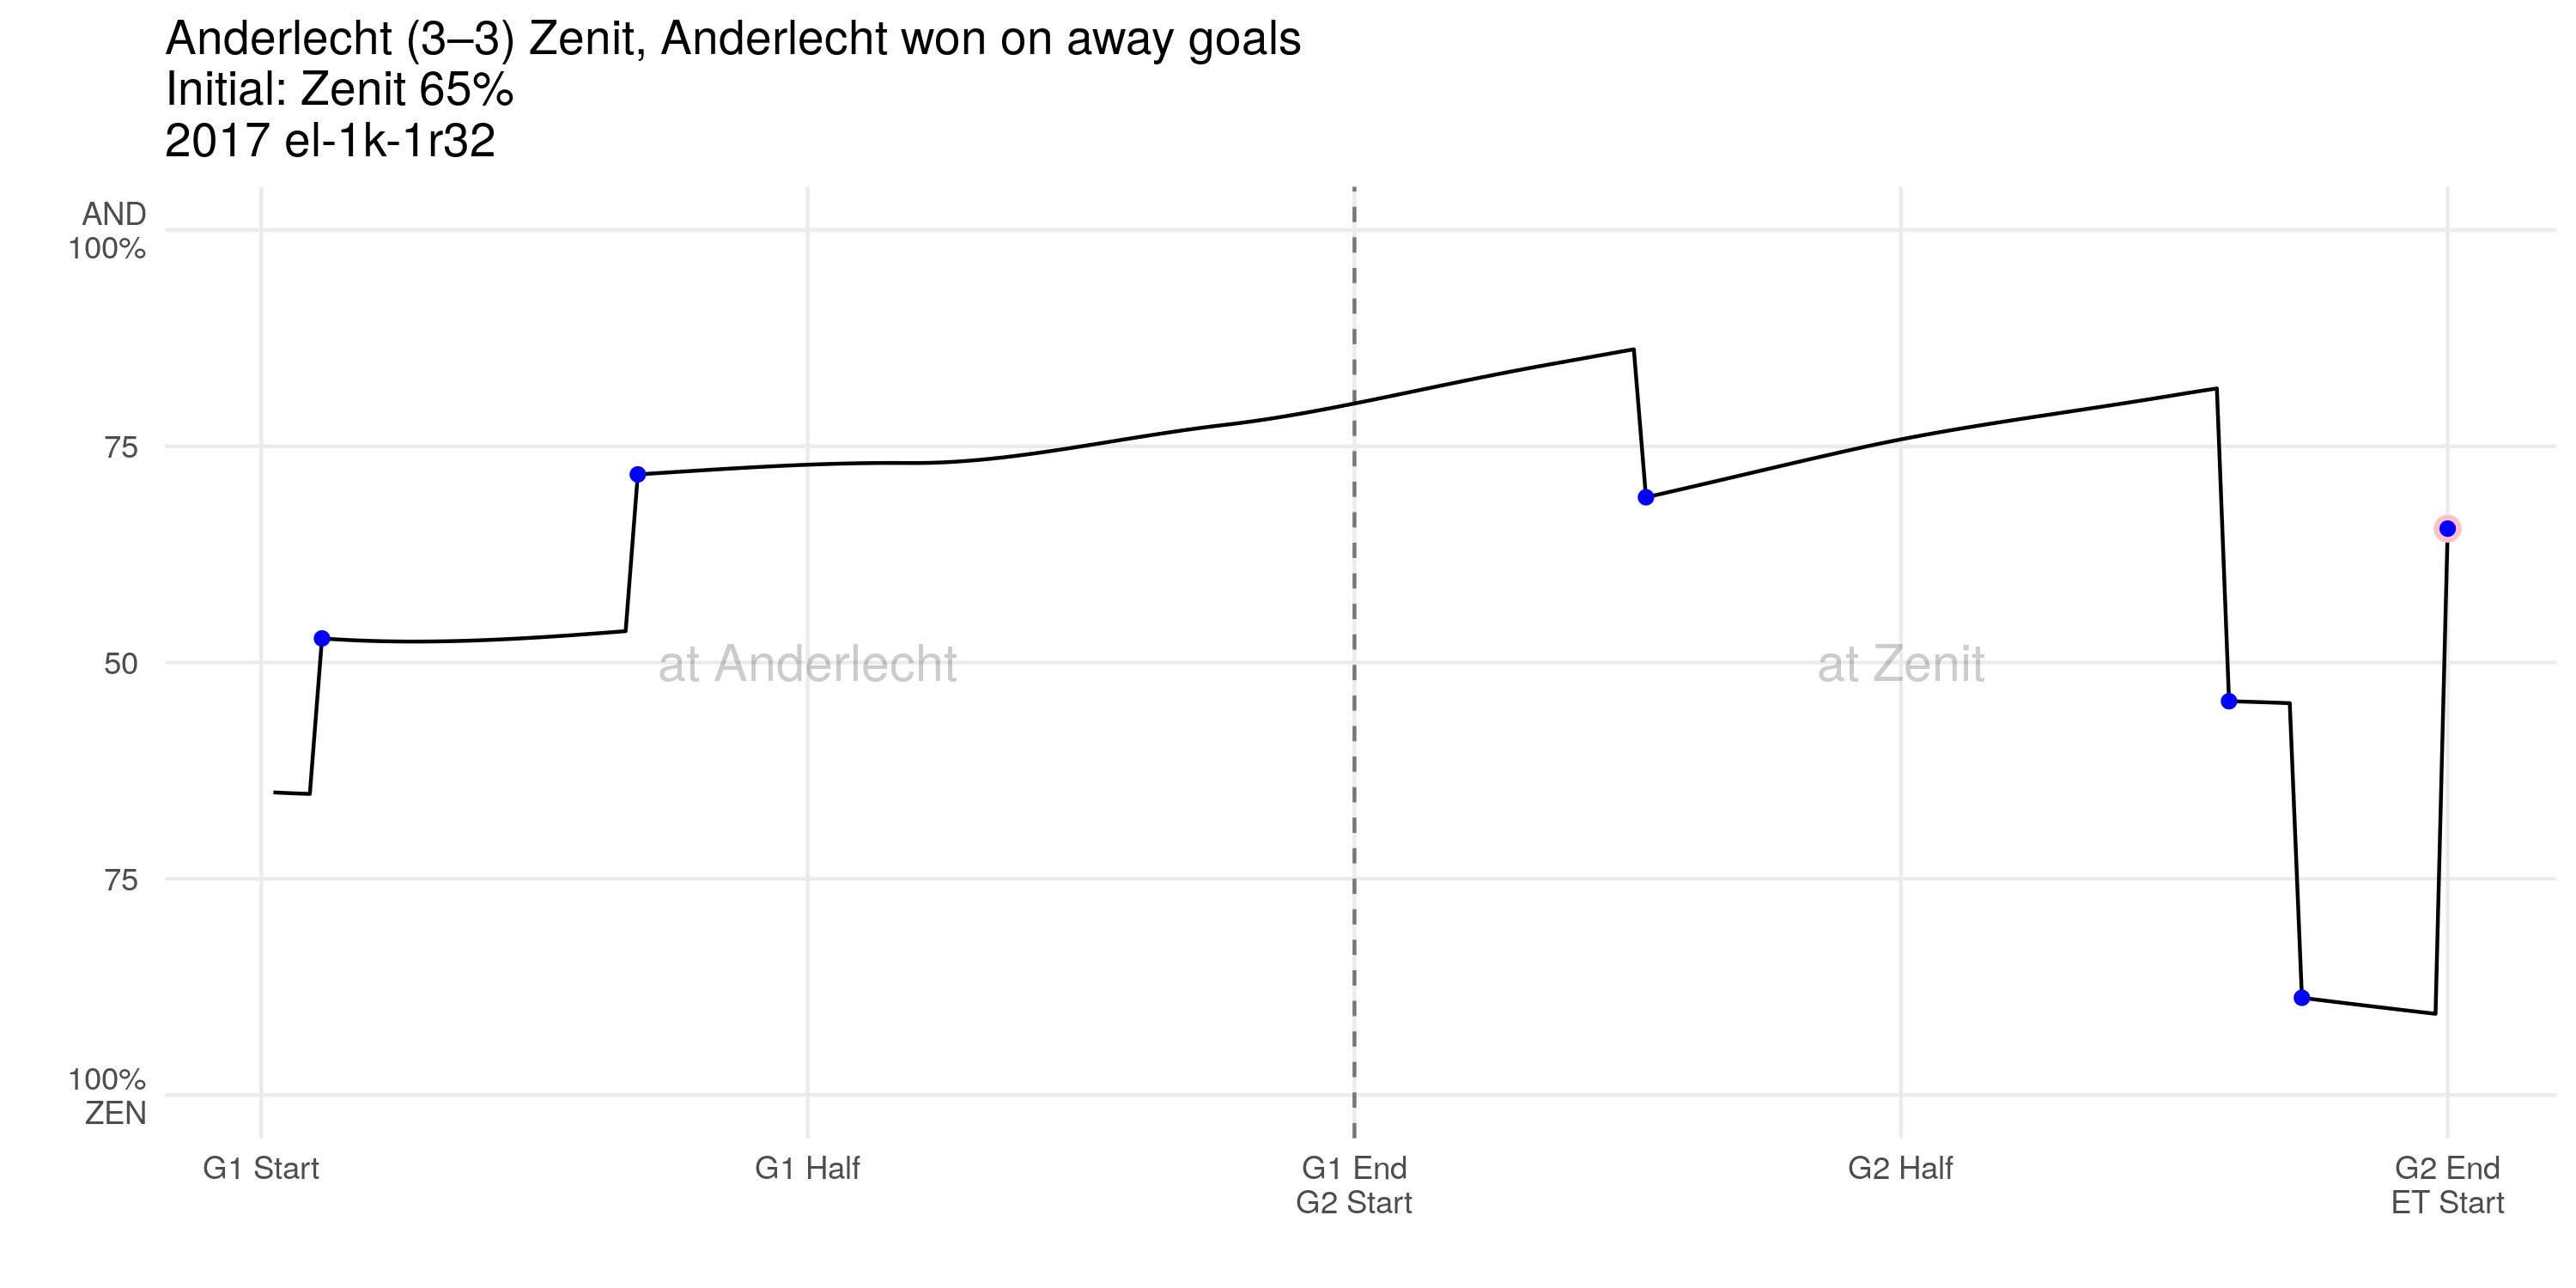 Anderlecht (3–3) Zenit, Anderlecht won on away goals
Initial: Zenit 65%
2017 el-1k-1r32
AND
100%
75
50
75
100%
ZEN
at Anderlecht
at Zenit
G1 Start
G1 Half
G1 End
G2 Start
G2 Half
G2 End
ET Start